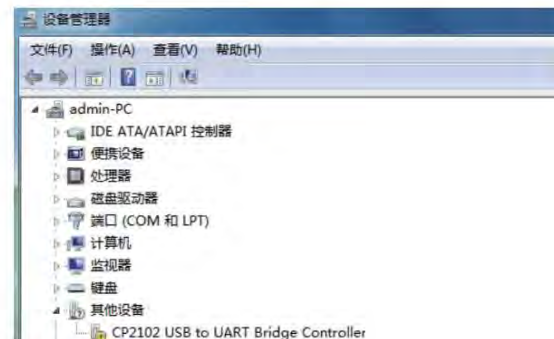 设备管理器
文件(F) 操作(A) 查看(V) 帮助(H)
admin-PC
IDE ATA/ATAPI 控制器
便携设备
处理器
磁盘驱动器
端口 (COM 和 LPT)
计算机
监视器
键盘
其他设备
CP2102 USB to UART Bridge Controller